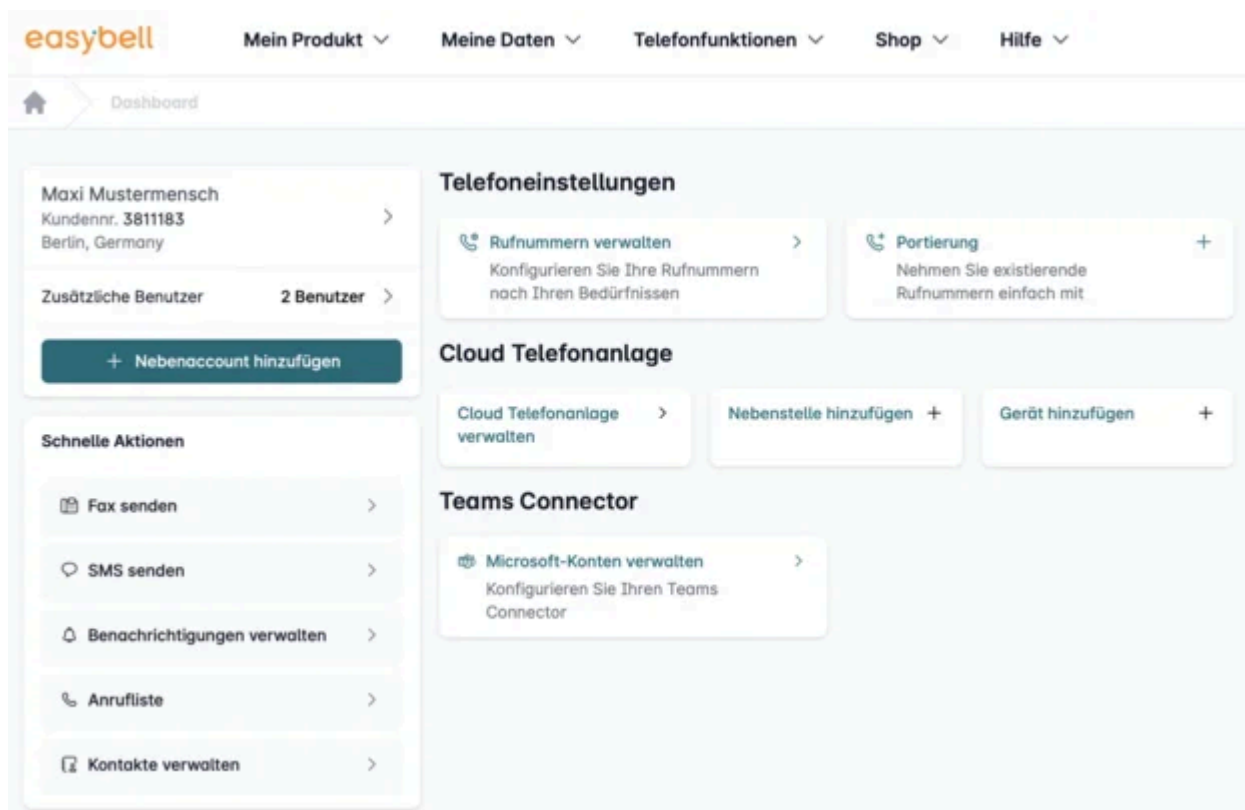 easybell
Mein Produkt
Meine Daten
Telefonfunktionen
Shop
Hilfe
Dashboard
Maxi Mustermensch
Kundennr. 3811183
Berlin, Germany
Zusätzliche Benutzer 2 Benutzer
+ Nebenaccount hinzufügen
Schnelle Aktionen
Fax senden
SMS senden
Benachrichtigungen verwalten
Anrufliste
Kontakte verwalten
Telefoneinstellungen
Rufnummern verwalten
Konfigurieren Sie Ihre Rufnummern
nach Ihren Bedürfnissen
Portierung +
Nehmen Sie existierende
Rufnummern einfach mit
Cloud Telefonanlage
Cloud Telefonanlage
verwalten
Nebenstelle hinzufügen +
Gerät hinzufügen +
Teams Connector
Microsoft-Konten verwalten
Konfigurieren Sie Ihren Teams
Connector